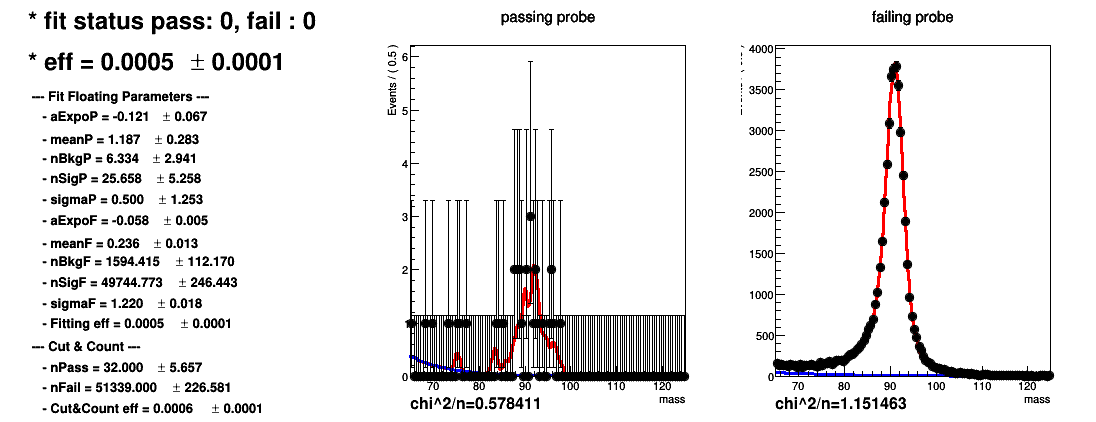 * fit status pass: 0, fail : 0
* eff = 0.0005 ± 0.0001
--- Fit Floating Parameters ---
- aExpoP = -0.121 ± 0.067
- meanP = 1.187 ± 0.283
- nBkgP = 6.334 ± 2.941
- nSigP = 25.658 ± 5.258
- sigmaP = 0.500 ± 1.253
- aExpoF = -0.058 ± 0.005
- meanF = 0.236 ± 0.013
- nBkgF = 1594.415 ± 112.170
- nSigF = 49744.773 ± 246.443
- sigmaF = 1.220 ± 0.018
- Fitting eff = 0.0005 ± 0.0001
--- Cut & Count ---
- nPass = 32.000 ± 5.657
- nFail = 51339.000 ± 226.581
- Cut&Count eff = 0.0006 ± 0.0001
passing probe
Events / ( 0.5 )
6
5
4
3
2
1
0
70 80 90 100 110 120
mass
chi^2/n=0.578411
failing probe
4000
3500
3000
2500
2000
1500
1000
500
0
70 80 90 100 110 120
mass
chi^2/n=1.151463